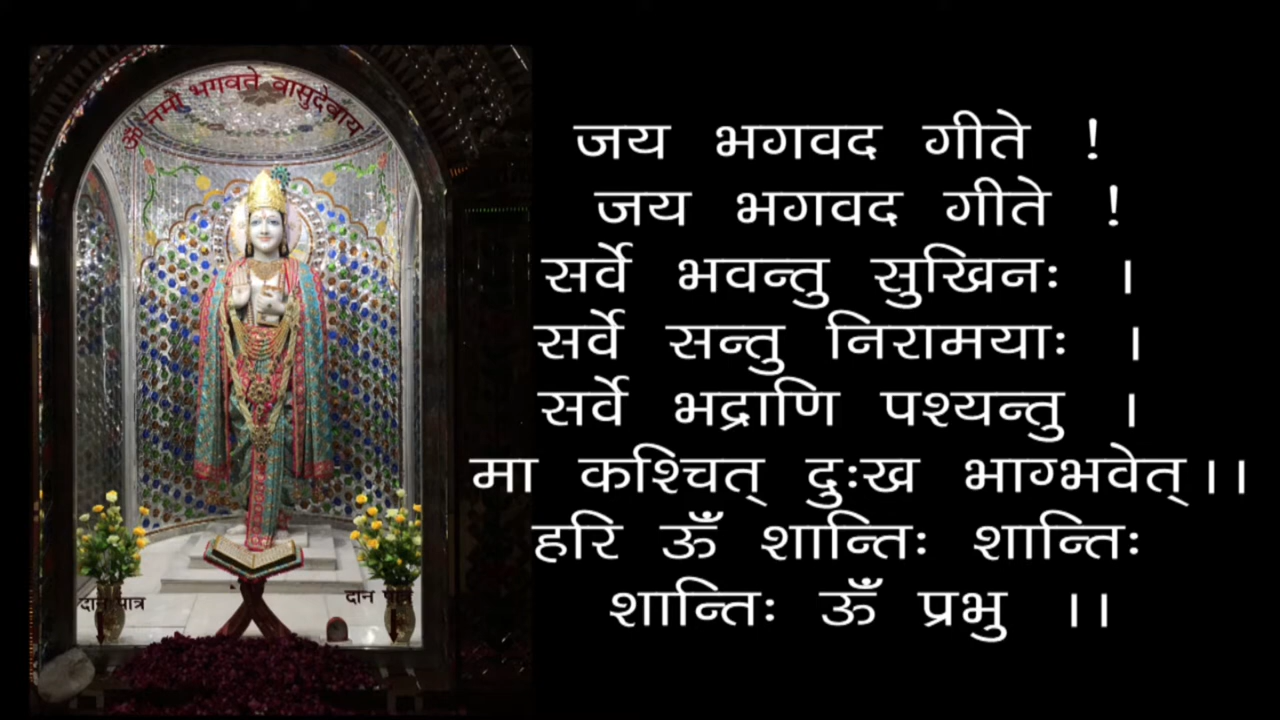 ॐ नमो भगवते वासुदेवाय
दान पात्र
दान पात्र
जय भगवद गीते !
जय भगवद गीते !
सर्वे भवन्तु सुखिनः ।
सर्वे सन्तु निरामयाः ।
सर्वे भद्राणि पश्यन्तु ।
मा कश्चित् दुःख भाग्भवेत् ।।
हरि ऊँ शान्तिः शान्तिः
शान्तिः ऊँ प्रभु ।।